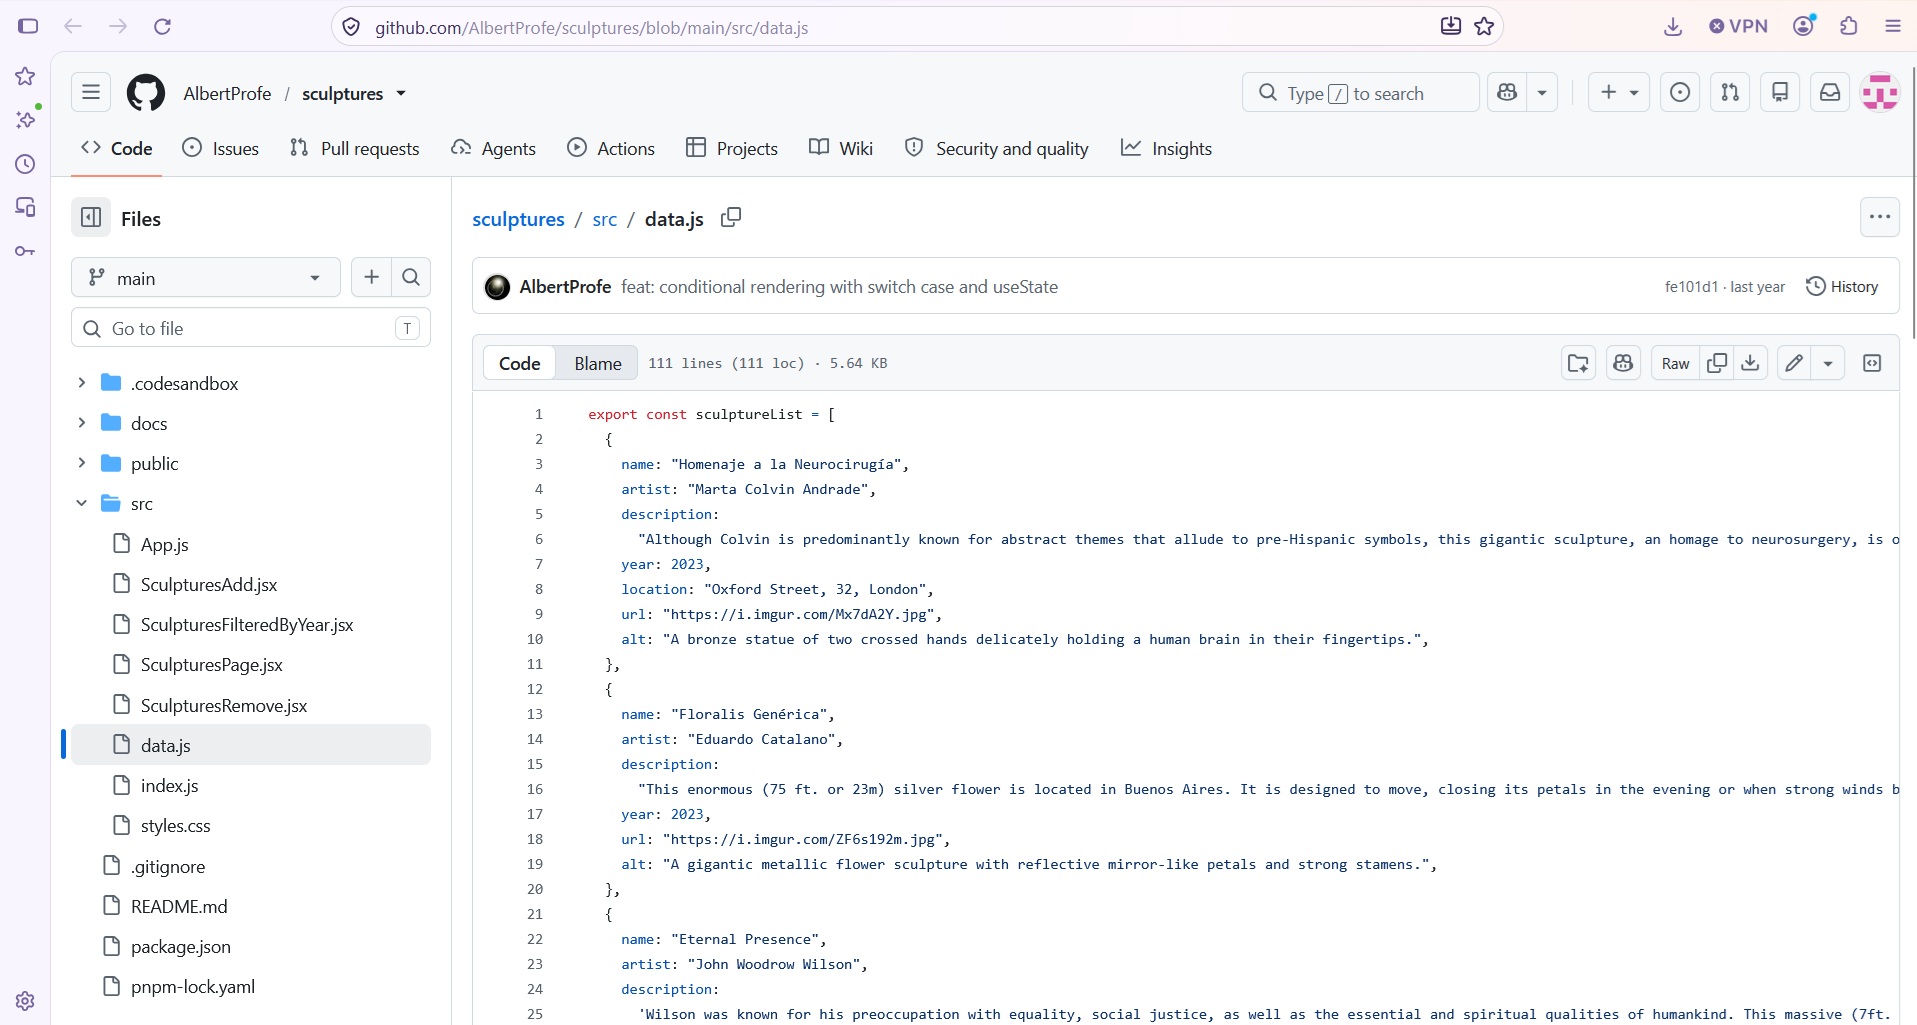 github.com/AlbertProfe/sculptures/blob/main/src/data.js
VPN
AlbertProfe / sculptures
Type / to search
Code
Issues
Pull requests
Agents
Actions
Projects
Wiki
Security and quality
Insights
Files
main
Go to file
T
.codesandbox
docs
public
src
App.js
SculpturesAdd.jsx
SculpturesFilteredByYear.jsx
SculpturesPage.jsx
SculpturesRemove.jsx
data.js
index.js
styles.css
.gitignore
README.md
package.json
pnpm-lock.yaml
sculptures / src / data.js
AlbertProfe feat: conditional rendering with switch case and useState
fe101d1 · last year
History
Code
Blame
111 lines (111 loc) · 5.64 KB
Raw
1 export const sculptureList = [
2 {
3 name: "Homenaje a la Neurocirugía",
4 artist: "Marta Colvin Andrade",
5 description:
6 "Although Colvin is predominantly known for abstract themes that allude to pre-Hispanic symbols, this gigantic sculpture, an homage to neurosurgery, is o
7 year: 2023,
8 location: "Oxford Street, 32, London",
9 url: "https://i.imgur.com/Mx7dA2Y.jpg",
10 alt: "A bronze statue of two crossed hands delicately holding a human brain in their fingertips.",
11 },
12 {
13 name: "Floralis Genérica",
14 artist: "Eduardo Catalano",
15 description:
16 "This enormous (75 ft. or 23m) silver flower is located in Buenos Aires. It is designed to move, closing its petals in the evening or when strong winds b
17 year: 2023,
18 url: "https://i.imgur.com/ZF6s192m.jpg",
19 alt: "A gigantic metallic flower sculpture with reflective mirror-like petals and strong stamens.",
20 },
21 {
22 name: "Eternal Presence",
23 artist: "John Woodrow Wilson",
24 description:
25 'Wilson was known for his preoccupation with equality, social justice, as well as the essential and spiritual qualities of humankind. This massive (7ft.